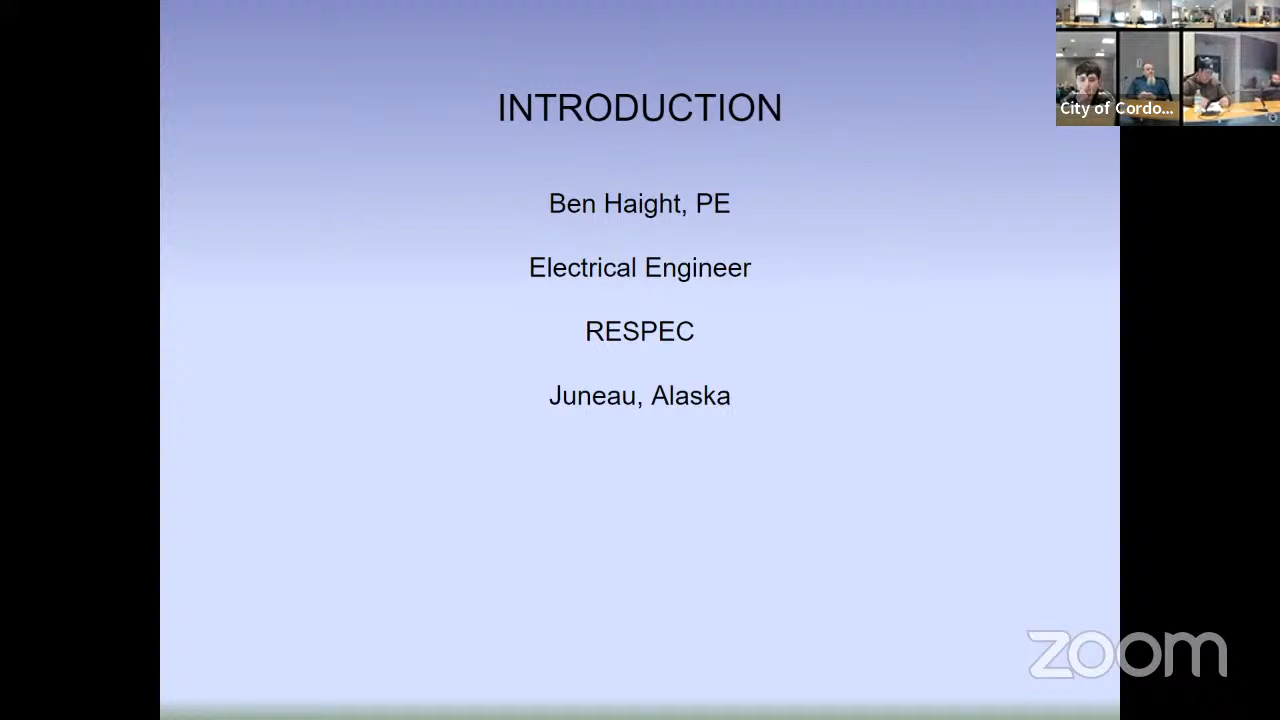 INTRODUCTION
Ben Haight, PE
Electrical Engineer
RESPEC
Juneau, Alaska
City of Cordo...
zoom